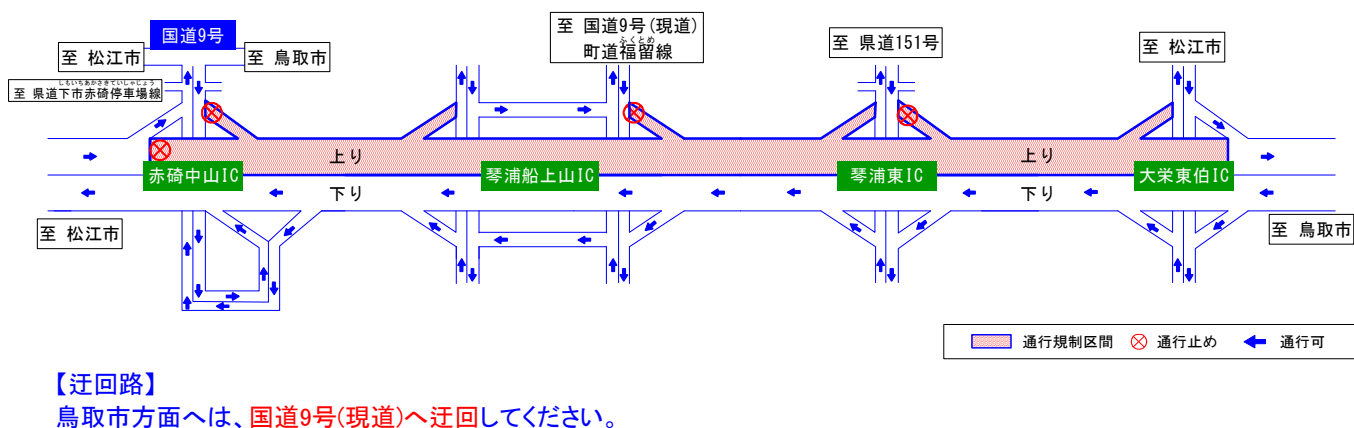 国道9号
至 松江市
至 鳥取市
しもいちあかさきていしゃじょう
至 県道下市赤碕停車場線
至 国道9号(現道)
ふくとめ
町道福留線
至 県道151号
至 松江市
上り
上り
赤碕中山IC
琴浦船上山IC
琴浦東IC
大栄東伯IC
下り
下り
至 松江市
至 鳥取市
通行規制区間
通行止め
通行可
【迂回路】
鳥取市方面へは、国道9号(現道)へ迂回してください。